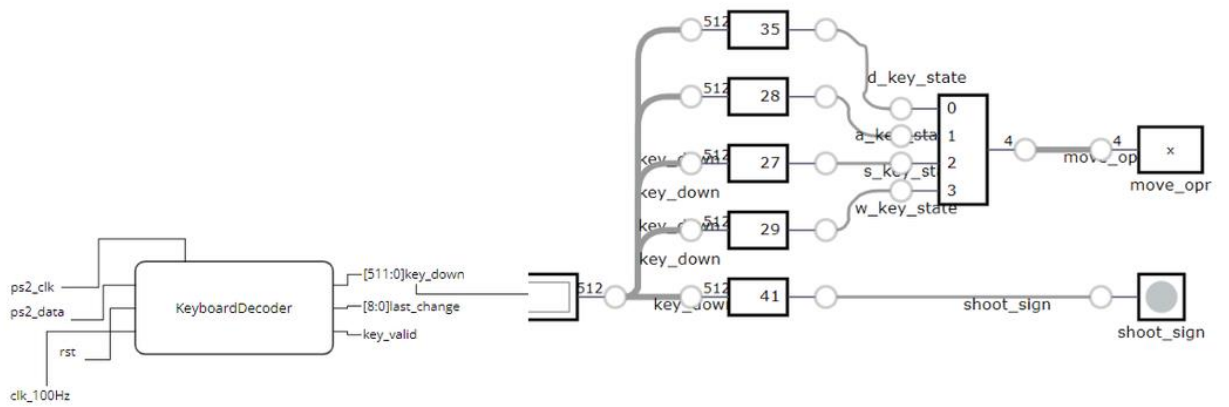 512
35
d_key_state
0
512
28
a_key_sta
1
512
27
key_down
s_key_st
2
4
4
x
move_op
move_opr
key_down
3
w_key_state
512
29
key_down
key_down
ps2_clk
ps2_data
rst
clk_100Hz
KeyboardDecoder
[511:0]key_down
[8:0]last_change
key_valid
512
512
41
key_dow
shoot_sign
shoot_sign